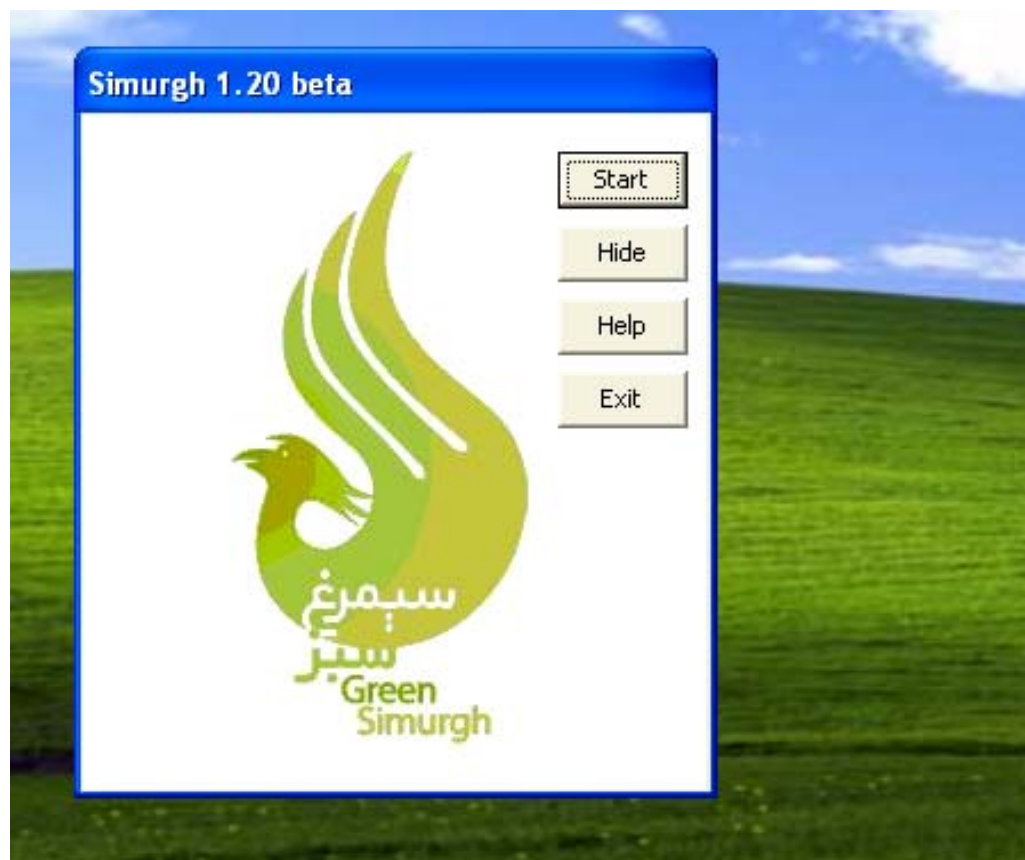 Simurgh 1.20 beta
Start
Hide
Help
Exit
سیمرغ
سبز
Green
Simurgh